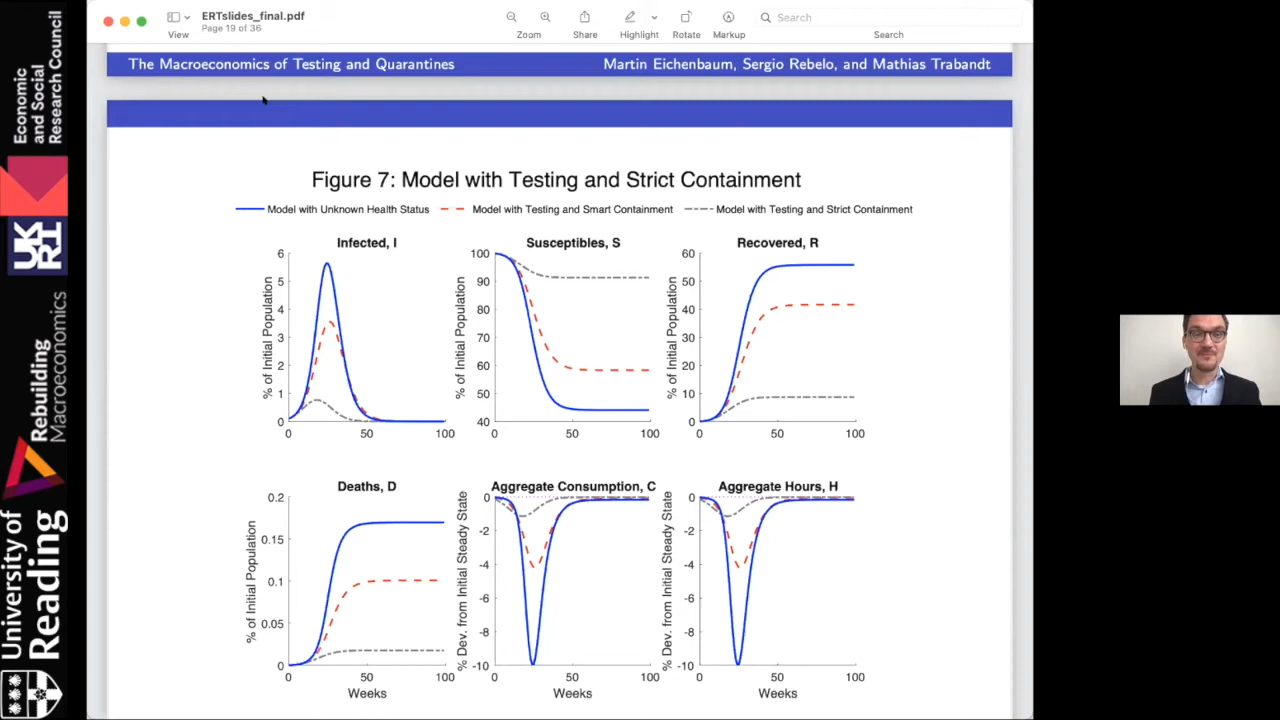 Economic
and Social
Research Council
UK
RI
Rebuilding
Macroeconomics
University of
Reading
ERTslides_final.pdf
Page 19 of 36
View
Zoom
Share
Highlight
Rotate
Markup
Search
Search
The Macroeconomics of Testing and Quarantines
Martin Eichenbaum, Sergio Rebelo, and Mathias Trabandt
Figure 7: Model with Testing and Strict Containment
Model with Unknown Health Status
Model with Testing and Smart Containment
Model with Testing and Strict Containment
Infected, I
% of Initial Population
6
5
4
3
2
1
0
0
50
100
Susceptibles, S
% of Initial Population
100
90
80
70
60
50
40
0
50
100
Recovered, R
% of Initial Population
60
50
40
30
20
10
0
0
50
100
Deaths, D
% of Initial Population
0.2
0.15
0.1
0.05
0
0
50
100
Weeks
Aggregate Consumption, C
% Dev. from Initial Steady State
0
-2
-4
-6
-8
-10
0
50
100
Weeks
Aggregate Hours, H
% Dev. from Initial Steady State
0
-2
-4
-6
-8
-10
0
50
100
Weeks